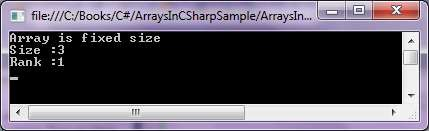 file:///C:/Books/C#/ArraysInCSharpSample/ArraysIn...
Array is fixed size
Size :3
Rank :1